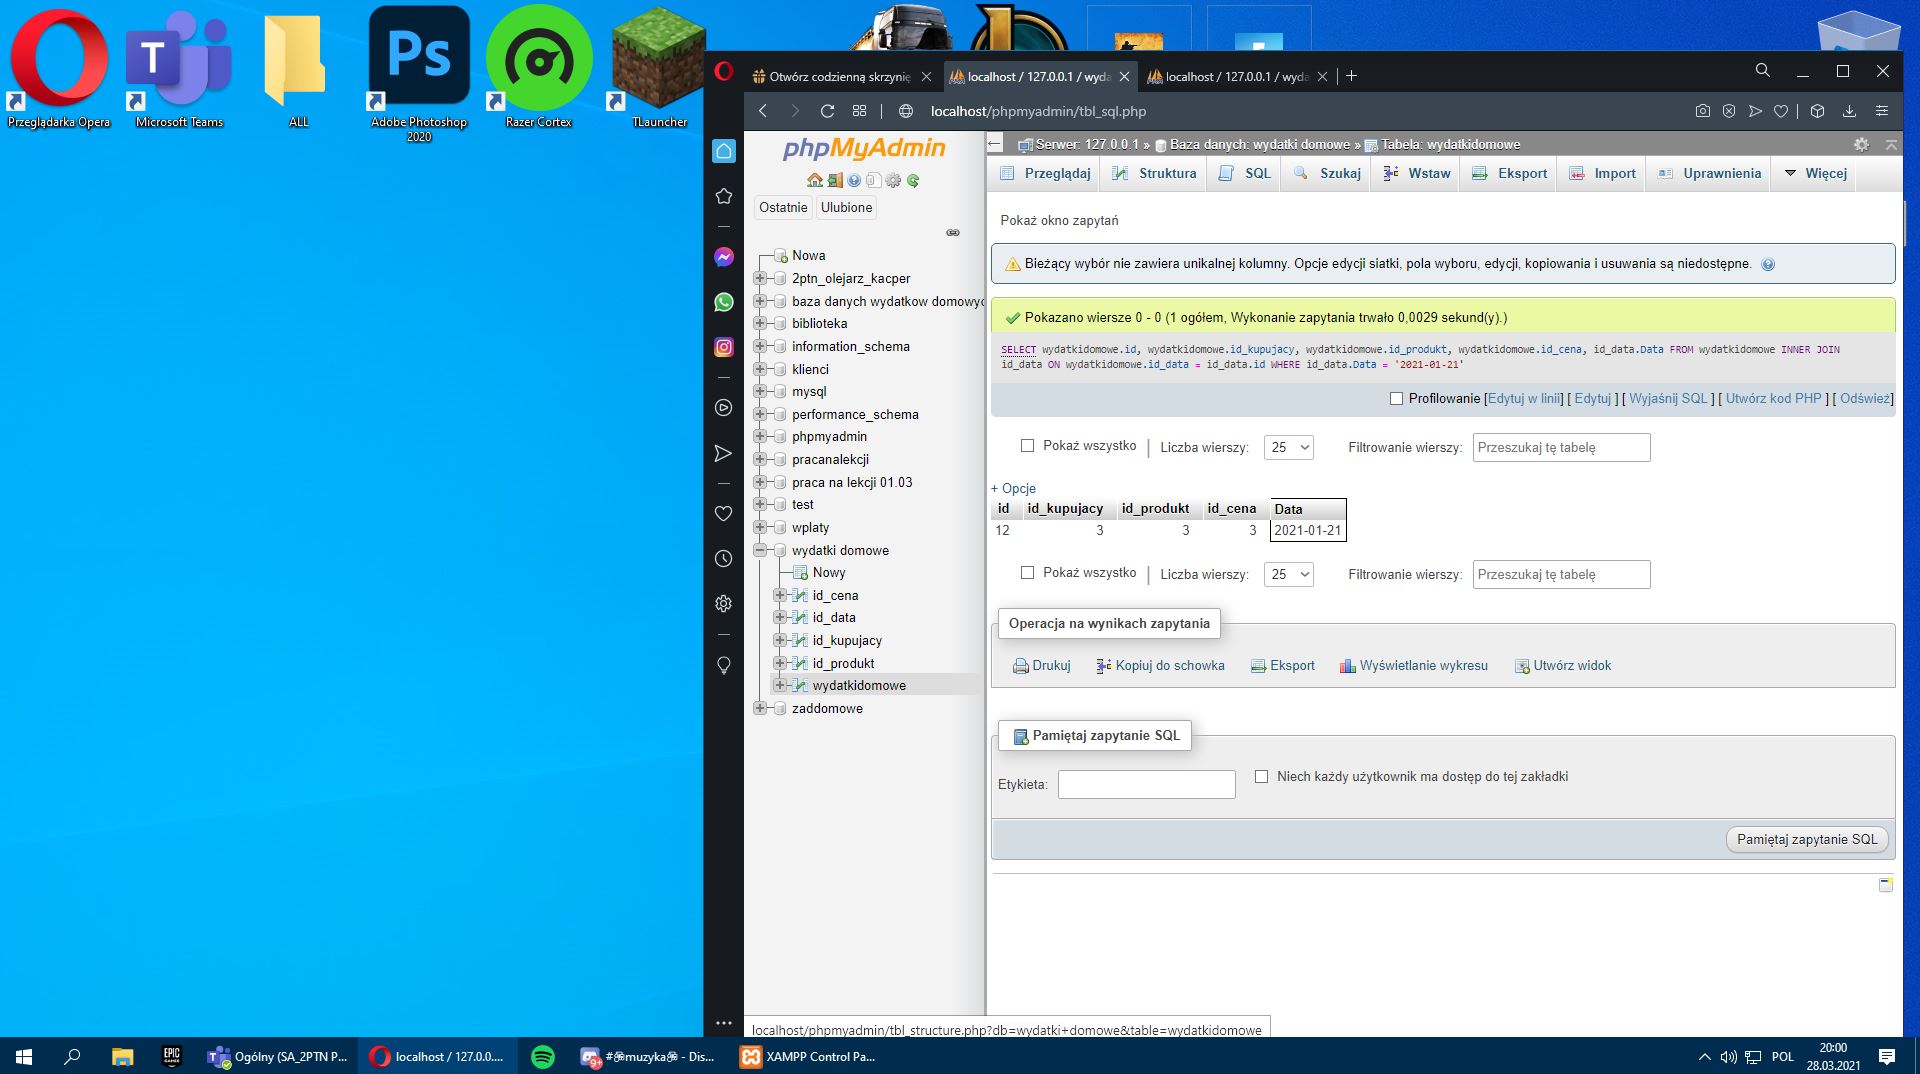 Przeglądarka Opera
Microsoft Teams
ALL
Ps
Adobe Photoshop 2020
Razer Cortex
TLauncher
Otwórz codzienną skrzynię
localhost / 127.0.0.1 / wyda
localhost / 127.0.0.1 / wyda
localhost/phpmyadmin/tbl_sql.php
phpMyAdmin
Ostatnie
Ulubione
Nowa
2ptn_olejarz_kacper
baza danych wydatkow domowyc
biblioteka
information_schema
klienci
mysql
performance_schema
phpmyadmin
pracanalekcji
praca na lekcji 01.03
test
wplaty
wydatki domowe
Nowy
id_cena
id_data
id_kupujacy
id_produkt
wydatkidomowe
zaddomowe
Serwer: 127.0.0.1 » Baza danych: wydatki domowe » Tabela: wydatkidomowe
Przeglądaj Struktura SQL Szukaj Wstaw Eksport Import Uprawnienia Więcej
Pokaż okno zapytań
Bieżący wybór nie zawiera unikalnej kolumny. Opcje edycji siatki, pola wyboru, edycji, kopiowania i usuwania są niedostępne.
Pokazano wiersze 0 - 0 (1 ogółem, Wykonanie zapytania trwało 0,0029 sekund(y).)
SELECT wydatkidomowe.id, wydatkidomowe.id_kupujacy, wydatkidomowe.id_produkt, wydatkidomowe.id_cena, id_data.Data FROM wydatkidomowe INNER JOIN
id_data ON wydatkidomowe.id_data = id_data.id WHERE id_data.Data = '2021-01-21'
Profilowanie [Edytuj w linii] [ Edytuj ] [ Wyjaśnij SQL ] [ Utwórz kod PHP ] [ Odśwież]
Pokaż wszystko | Liczba wierszy: 25 Filtrowanie wierszy: Przeszukaj tę tabelę
+ Opcje
id id_kupujacy id_produkt id_cena Data
12 3 3 3 2021-01-21
Pokaż wszystko | Liczba wierszy: 25 Filtrowanie wierszy: Przeszukaj tę tabelę
Operacja na wynikach zapytania
Drukuj Kopiuj do schowka Eksport Wyświetlanie wykresu Utwórz widok
Pamiętaj zapytanie SQL
Etykieta: Niech każdy użytkownik ma dostęp do tej zakładki
Pamiętaj zapytanie SQL
localhost/phpmyadmin/tbl_structure.php?db=wydatki+domowe&table=wydatkidomowe
EPIC GAMES
Ogólny (SA_2PTN P...
localhost / 127.0.0....
9+
#🏵muzyka🏵 - Dis...
XAMPP Control Pa...
POL
20:00
28.03.2021